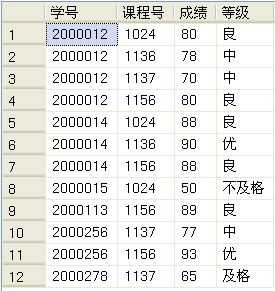 学号 课程号 成绩 等级
1 2000012 1024 80 良
2 2000012 1136 78 中
3 2000012 1137 70 中
4 2000012 1156 80 良
5 2000014 1024 88 良
6 2000014 1136 90 优
7 2000014 1156 88 良
8 2000015 1024 50 不及格
9 2000113 1156 89 良
10 2000256 1137 77 中
11 2000256 1156 93 优
12 2000278 1137 65 及格